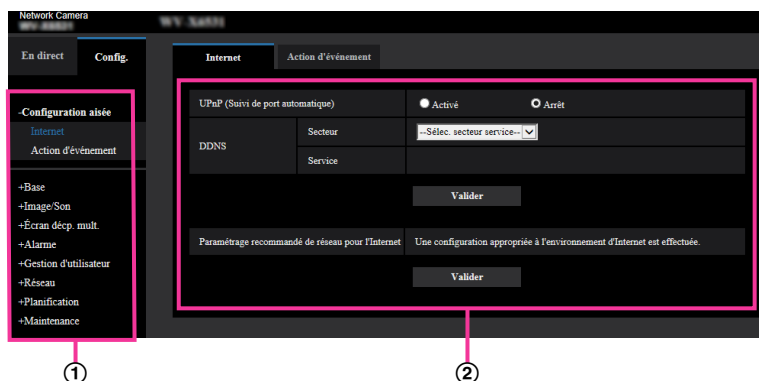 Network Camera
WV-X6531
WV-X6531
En direct
Config.
Internet
Action d'événement
-Configuration aisée
Internet
Action d'événement
+Base
+Image/Son
+Écran décp. mult.
+Alarme
+Gestion d'utilisateur
+Réseau
+Planification
+Maintenance
UPnP (Suivi de port automatique)
Activé
Arrêt
DDNS
Secteur
--Sélec. secteur service--
Service
Valider
Paramétrage recommandé de réseau pour l'Internet
Une configuration appropriée à l'environnement d'Internet est effectuée.
Valider
①
②